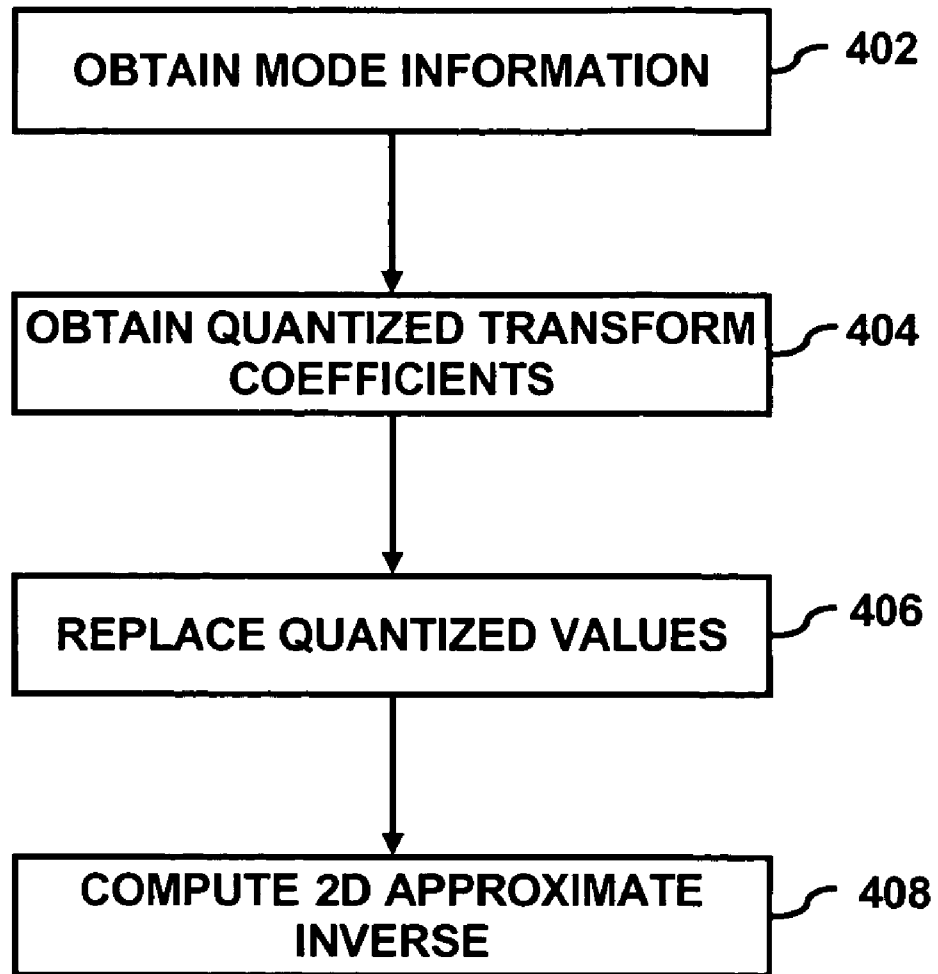 OBTAIN MODE INFORMATION
402
OBTAIN QUANTIZED TRANSFORM
COEFFICIENTS
404
REPLACE QUANTIZED VALUES
406
COMPUTE 2D APPROXIMATE
INVERSE
408